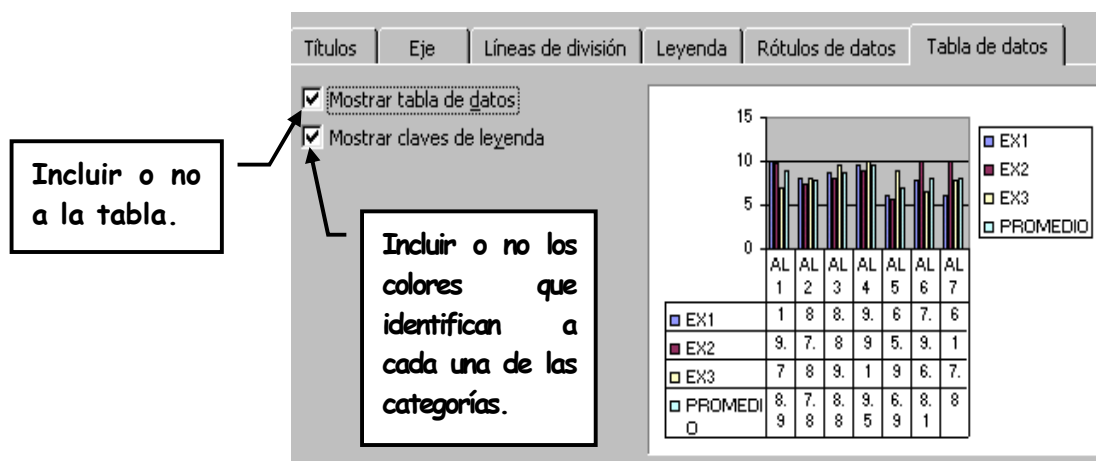 Títulos Eje Líneas de división Leyenda Rótulos de datos Tabla de datos
Mostrar tabla de datos
Mostrar claves de leyenda
Incluir o no
a la tabla.
Incluir o no los
colores que
identifican a
cada una de las
categorías.
15
10
5
0
EX1
EX2
EX3
PROMEDIO
AL AL AL AL AL AL AL
1 2 3 4 5 6 7
EX1 1 8 8. 9. 6 7. 6
EX2 9. 7. 8 9 5. 9. 1
EX3 7 8 9. 1 9 6. 7.
PROMEDI 8. 7. 8. 9. 6. 8. 8
O 9 8 8 5 9 1